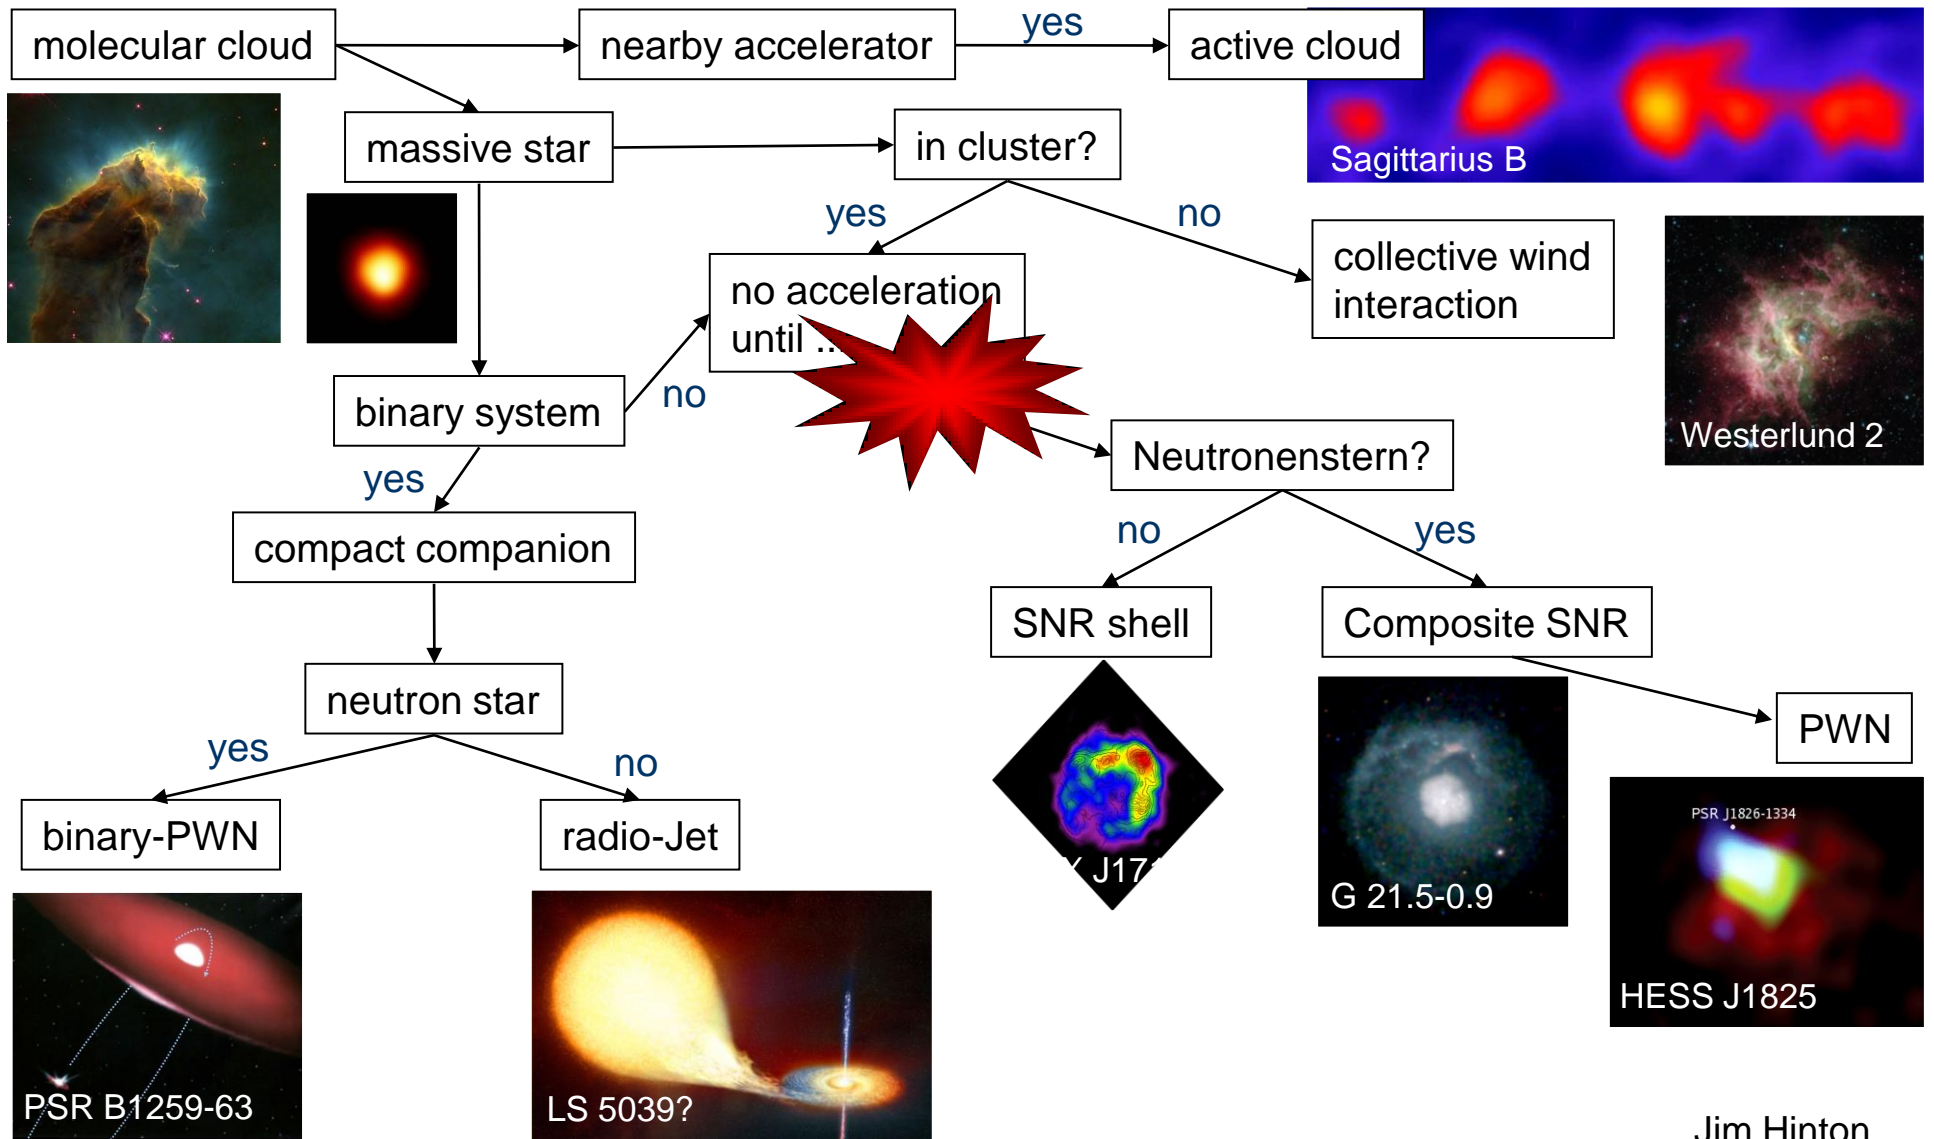 molecular cloud
nearby accelerator
yes
active cloud
massive star
in cluster?
Sagittarius B
yes
no
no acceleration
until ...
collective wind
interaction
binary system
no
Westerlund 2
yes
Neutronenstern?
compact companion
no
yes
SNR shell
Composite SNR
neutron star
PWN
yes
no
binary-PWN
radio-Jet
PSR J1826-1334
J17
G 21.5-0.9
HESS J1825
PSR B1259-63
LS 5039?
Jim Hinton